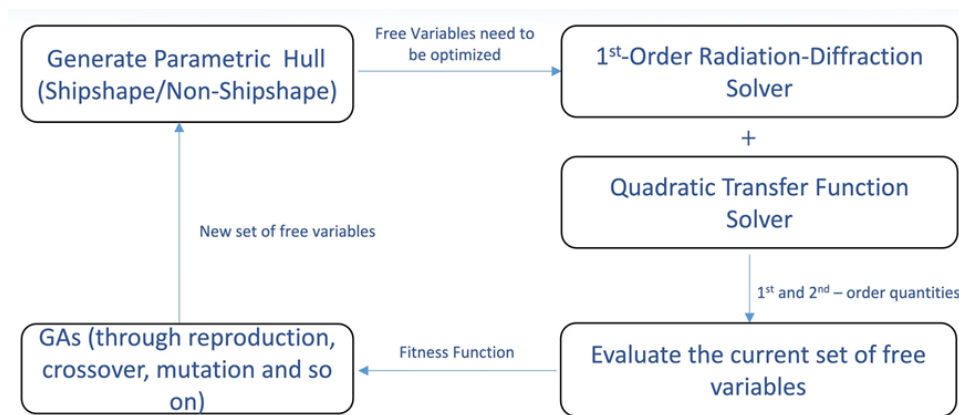 Generate Parametric Hull
(Shipshape/Non-Shipshape)
Free Variables need to
be optimized
1st-Order Radiation-Diffraction
Solver
+
Quadratic Transfer Function
Solver
1st and 2nd – order quantities
Evaluate the current set of free
variables
Fitness Function
GAs (through reproduction,
crossover, mutation and so
on)
New set of free variables